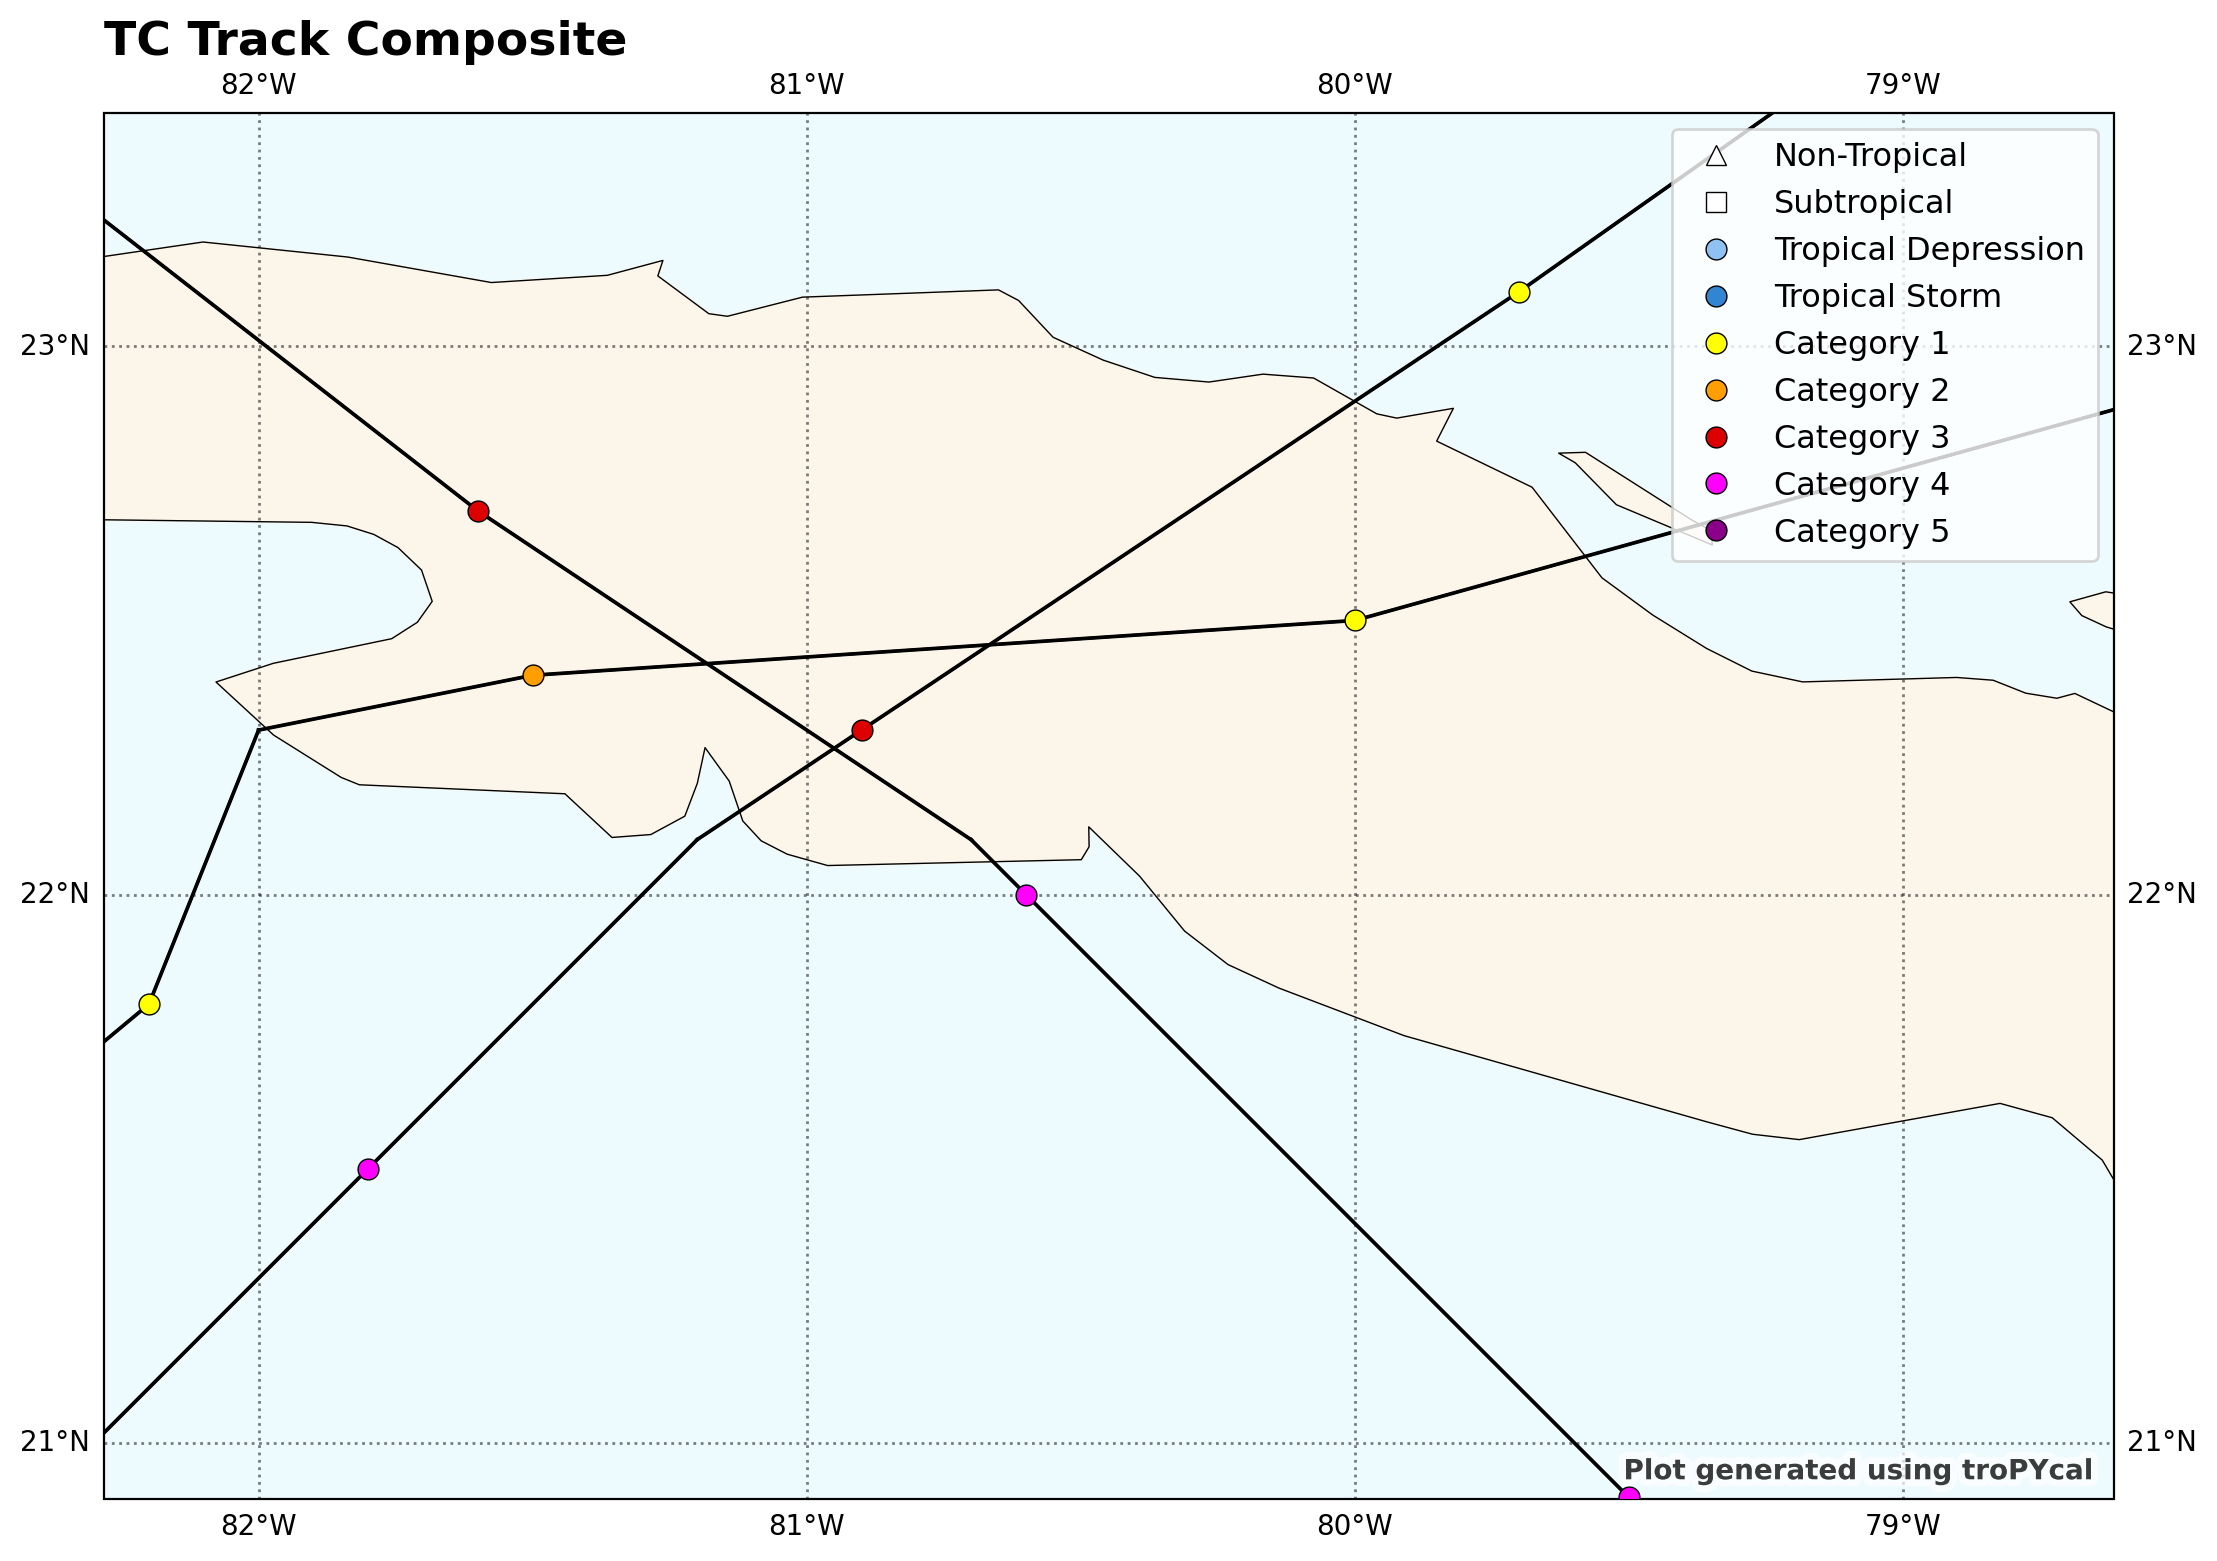 TC Track Composite
82°W 81°W 80°W 79°W
Non-Tropical
Subtropical
Tropical Depression
Tropical Storm
23°N Category 1 23°N
Category 2
Category 3
Category 4
Category 5
22°N 22°N
21°N 21°N
Plot generated using troPYcal
82°W 81°W 80°W 79°W